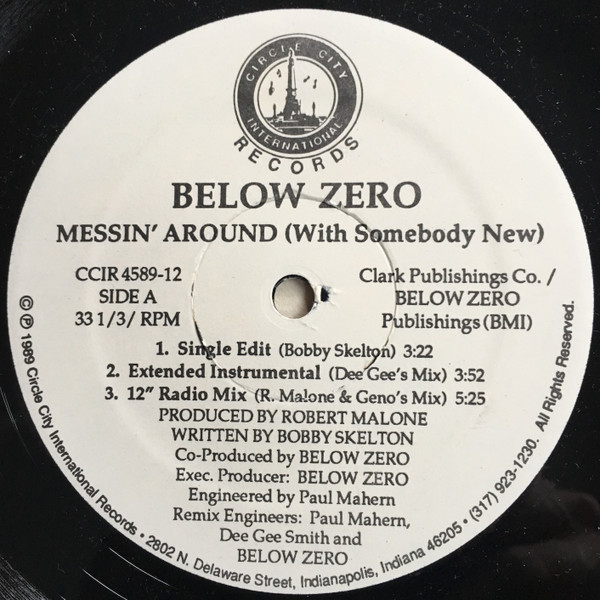 CIRCLE CITY
INTERNATIONAL
RECORDS
BELOW ZERO
MESSIN' AROUND (With Somebody New)
CCIR 4589-12
SIDE A
33 1/3/ RPM
Clark Publishings Co. /
BELOW ZERO
Publishings (BMI)
1. Single Edit (Bobby Skelton) 3:22
2. Extended Instrumental (Dee Gee's Mix) 3:52
3. 12" Radio Mix (R. Malone & Geno's Mix) 5:25
PRODUCED BY ROBERT MALONE
WRITTEN BY BOBBY SKELTON
Co-Produced by BELOW ZERO
Exec. Producer: BELOW ZERO
Engineered by Paul Mahern
Remix Engineers: Paul Mahern,
Dee Gee Smith and
BELOW ZERO
© ℗ 1989 Circle City International Records • 2802 N. Delaware Street, Indianapolis, Indiana 46205 • (317) 923-1230. All Rights Reserved.